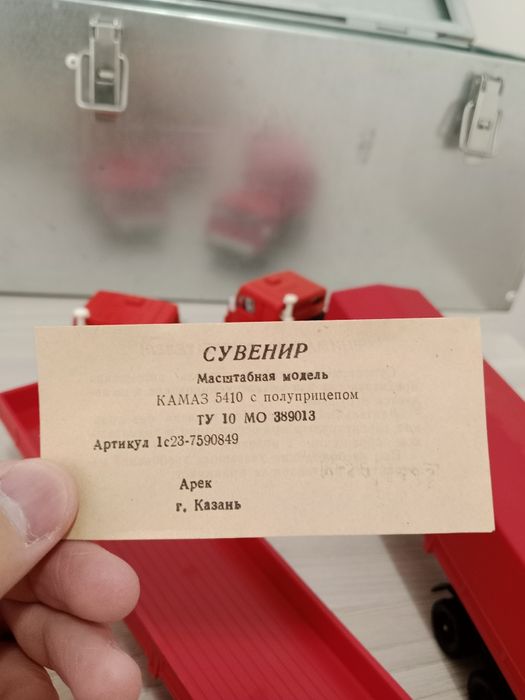 СУВЕНИР
Масштабная модель
КАМАЗ 5410 с полуприцепом
ТУ 10 МО 389013
Артикул 1с23-7590849
Арек
г. Казань